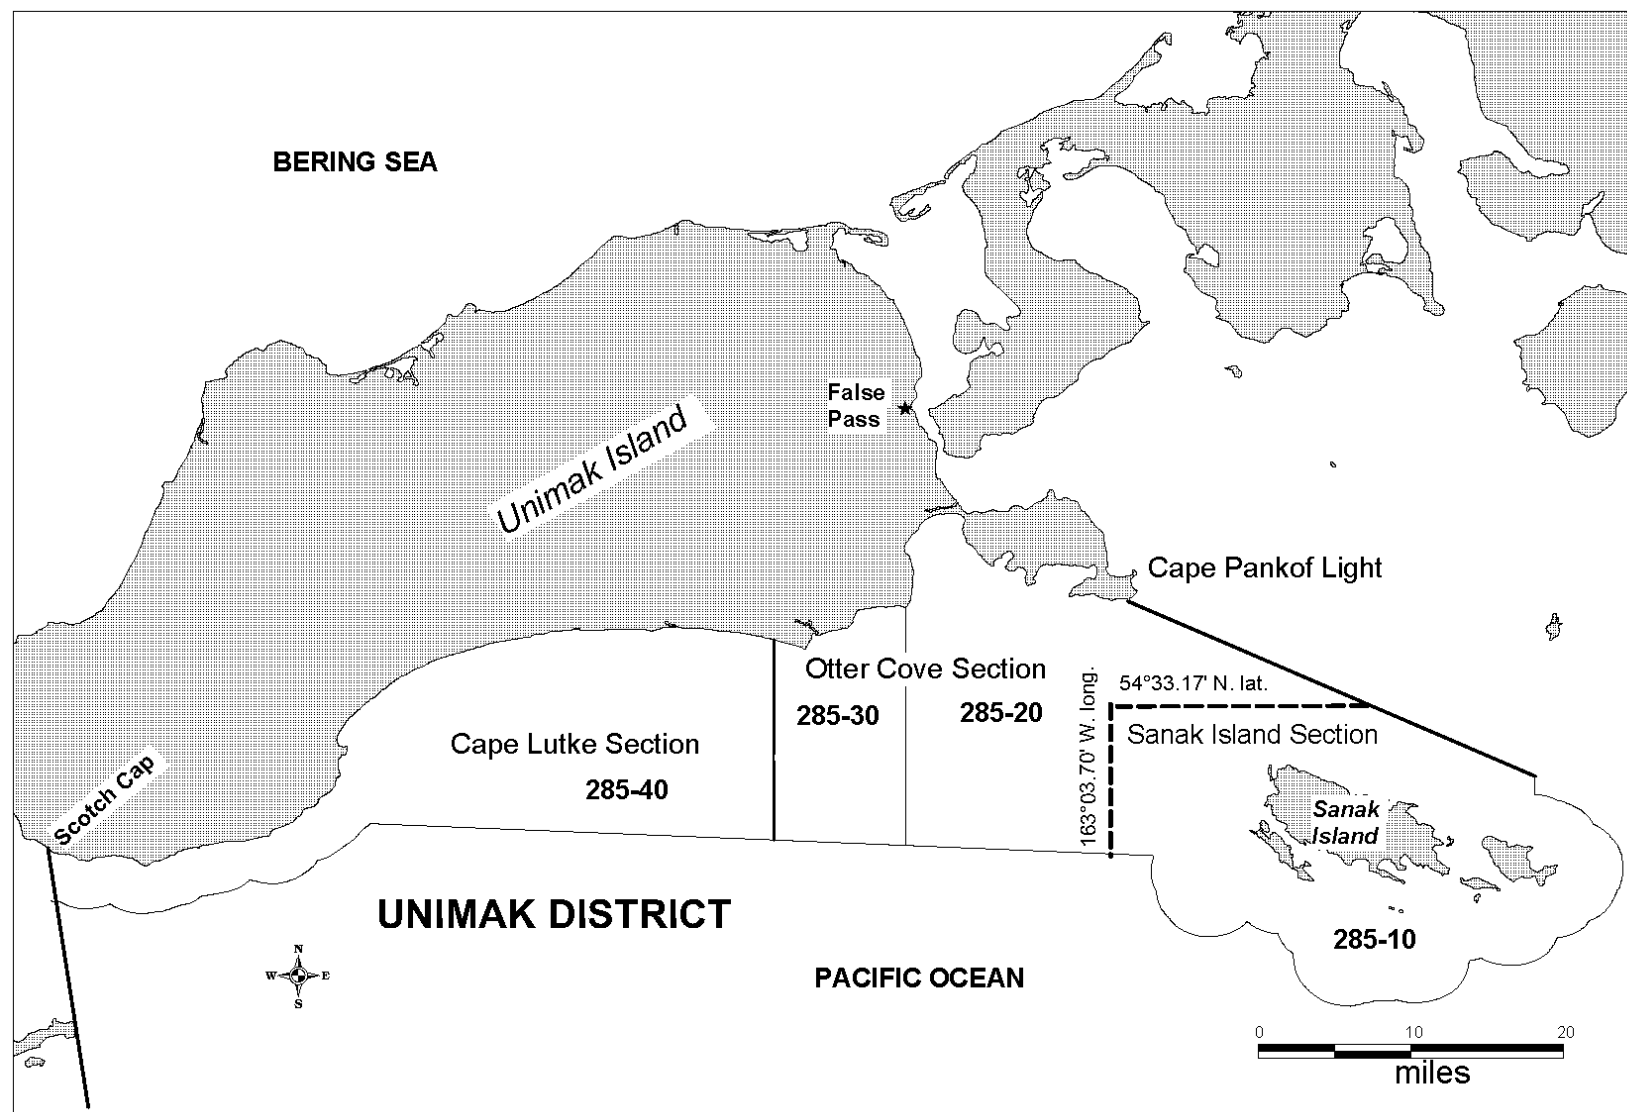 BERING SEA
False
Pass
Unimak Island
Cape Pankof Light
Otter Cove Section
54°33.17' N. lat.
163°03.70' W. long.
285-30
285-20
Sanak Island Section
Cape Lutke Section
285-40
Scotch Cap
Sanak
Island
UNIMAK DISTRICT
285-10
N
W
E
S
PACIFIC OCEAN
0 10 20
miles